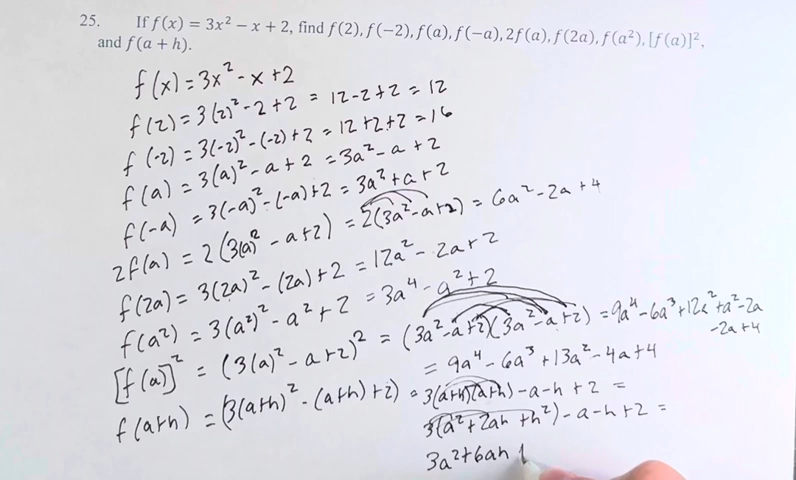 25. If f(x) = 3x² − x + 2, find f(2), f(−2), f(a), f(−a), 2f(a), f(2a), f(a²), [f(a)]²,
and f(a + h).
f(x) = 3x² - x + 2
f(2) = 3(2)² - 2 + 2 = 12 - 2 + 2 = 12
f(-2) = 3(-2)² - (-2) + 2 = 12 + 2 + 2 = 16
f(a) = 3(a)² - a + 2 = 3a² - a + 2
f(-a) = 3(-a)² - (-a) + 2 = 3a² + a + 2
2f(a) = 2(3(a)² - a + 2) = 2(3a² - a + 2) = 6a² - 2a + 4
f(2a) = 3(2a)² - (2a) + 2 = 12a² - 2a + 2
f(a²) = 3(a²)² - a² + 2 = 3a⁴ - a² + 2
[f(a)]² = (3(a)² - a + 2)² = (3a² - a + 2)(3a² - a + 2) = 9a⁴ - 6a³ + 12a² + a² - 2a
- 2a + 4
= 9a⁴ - 6a³ + 13a² - 4a + 4
f(a+h) = (3(a+h)² - (a+h) + 2) = 3(a+h)(a+h) - a - h + 2 =
3(a² + 2ah + h²) - a - h + 2 =
3a² + 6ah